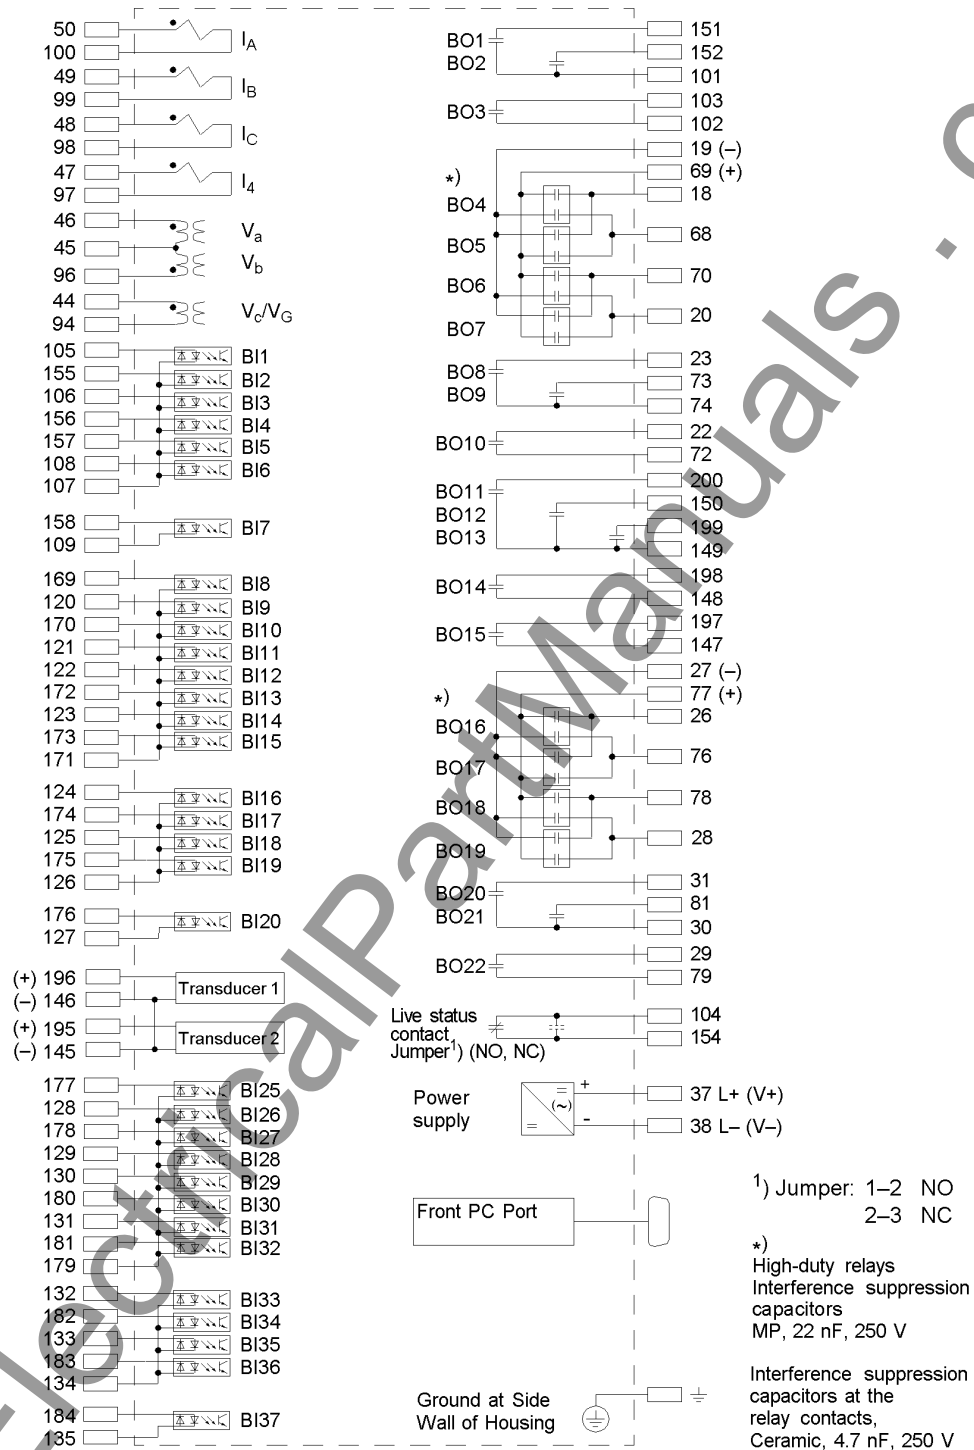 50
100
I_A
49
99
I_B
48
98
I_C
47
97
I_4
46
V_a
45
V_b
96
44
V_c/V_G
94
105
BI1
155
BI2
106
BI3
156
BI4
157
BI5
108
BI6
107
158
BI7
109
169
BI8
120
BI9
170
BI10
121
BI11
122
BI12
172
BI13
123
BI14
173
BI15
171
124
BI16
174
BI17
125
BI18
175
BI19
126
176
BI20
127
(+) 196
Transducer 1
(–) 146
(+) 195
Transducer 2
(–) 145
177
BI25
128
BI26
178
BI27
129
BI28
130
BI29
180
BI30
131
BI31
181
BI32
179
132
BI33
182
BI34
133
BI35
183
BI36
134
184
BI37
135
BO1
151
BO2
152
101
BO3
103
102
19 (–)
*)
69 (+)
BO4
18
BO5
68
BO6
70
BO7
20
BO8
23
BO9
73
74
BO10
22
72
BO11
200
BO12
150
BO13
199
149
BO14
198
148
BO15
197
147
27 (–)
*)
77 (+)
BO16
26
BO17
76
BO18
78
BO19
28
BO20
31
BO21
81
30
BO22
29
79
Live status
contact
Jumper¹) (NO, NC)
104
154
Power
supply
+
(~)
=
=
-
37 L+ (V+)
38 L– (V–)
Front PC Port
Ground at Side
Wall of Housing
¹) Jumper: 1–2 NO
2–3 NC
*)
High-duty relays
Interference suppression
capacitors
MP, 22 nF, 250 V
Interference suppression
capacitors at the
relay contacts,
Ceramic, 4.7 nF, 250 V
ElectricalPartManuals . c